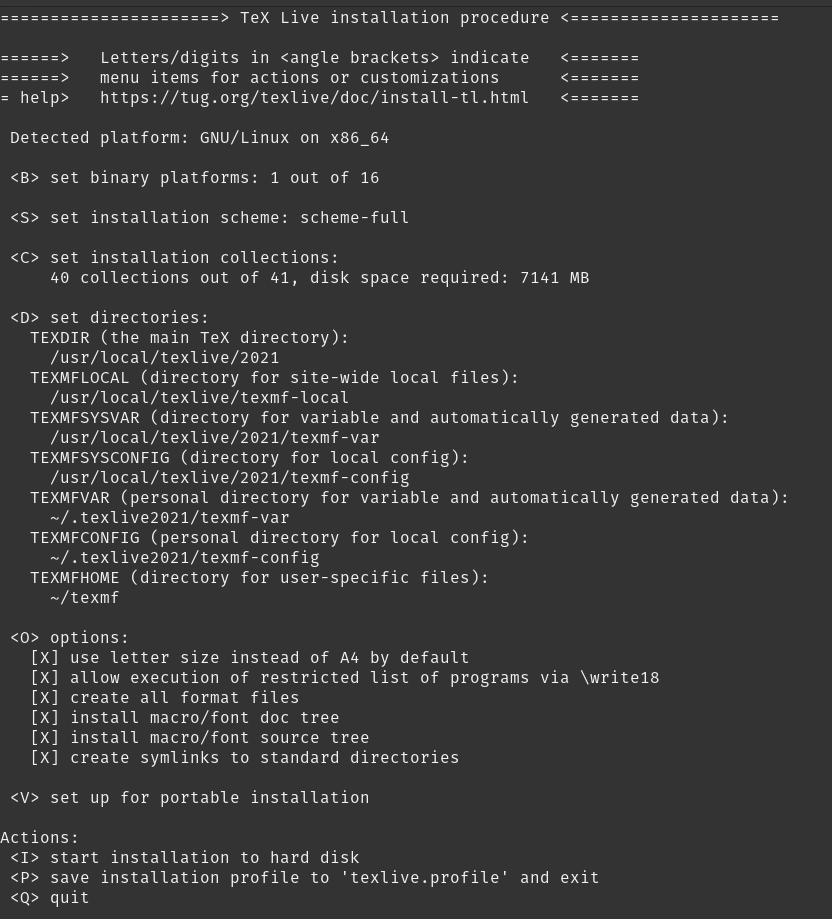 ======================> TeX Live installation procedure <=====================
======>   Letters/digits in <angle brackets> indicate   <=======
======>   menu items for actions or customizations      <=======
= help>   https://tug.org/texlive/doc/install-tl.html   <=======
Detected platform: GNU/Linux on x86_64
<B> set binary platforms: 1 out of 16
<S> set installation scheme: scheme-full
<C> set installation collections:
40 collections out of 41, disk space required: 7141 MB
<D> set directories:
TEXDIR (the main TeX directory):
/usr/local/texlive/2021
TEXMFLOCAL (directory for site-wide local files):
/usr/local/texlive/texmf-local
TEXMFSYSVAR (directory for variable and automatically generated data):
/usr/local/texlive/2021/texmf-var
TEXMFSYSCONFIG (directory for local config):
/usr/local/texlive/2021/texmf-config
TEXMFVAR (personal directory for variable and automatically generated data):
~/.texlive2021/texmf-var
TEXMFCONFIG (personal directory for local config):
~/.texlive2021/texmf-config
TEXMFHOME (directory for user-specific files):
~/texmf
<O> options:
[X] use letter size instead of A4 by default
[X] allow execution of restricted list of programs via \write18
[X] create all format files
[X] install macro/font doc tree
[X] install macro/font source tree
[X] create symlinks to standard directories
<V> set up for portable installation
Actions:
<I> start installation to hard disk
<P> save installation profile to 'texlive.profile' and exit
<Q> quit